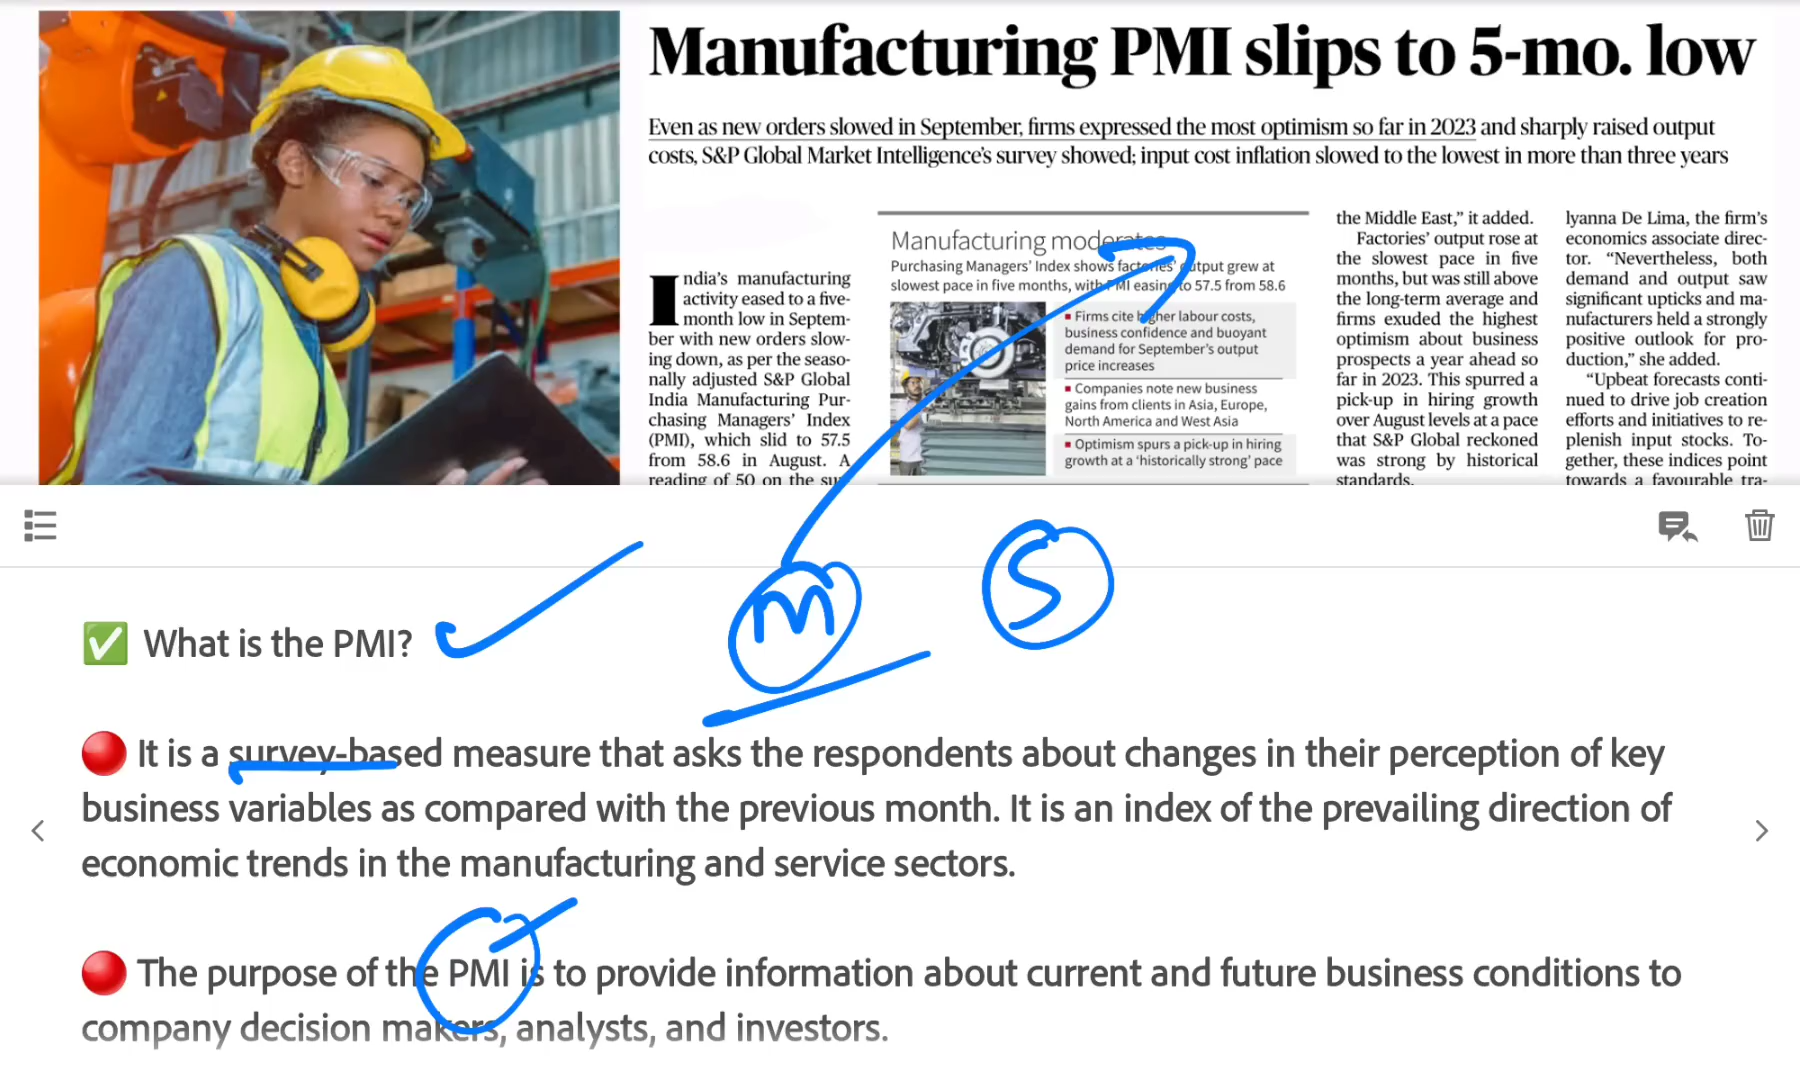 Manufacturing PMI slips to 5-mo. low
Even as new orders slowed in September, firms expressed the most optimism so far in 2023 and sharply raised output
costs, S&P Global Market Intelligence's survey showed; input cost inflation slowed to the lowest in more than three years
India's manufacturing
activity eased to a five-
month low in Septem-
ber with new orders slow-
ing down, as per the seaso-
nally adjusted S&P Global
India Manufacturing Pur-
chasing Managers' Index
(PMI), which slid to 57.5
from 58.6 in August. A
reading of 50 on the
Manufacturing moderates
Purchasing Managers' Index shows factories' output grew at
slowest pace in five months, with PMI easing to 57.5 from 58.6
▪ Firms cite higher labour costs,
business confidence and buoyant
demand for September's output
price increases
▪ Companies note new business
gains from clients in Asia, Europe,
North America and West Asia
▪ Optimism spurs a pick-up in hiring
growth at a 'historically strong' pace
the Middle East,” it added.
Factories' output rose at
the slowest pace in five
months, but was still above
the long-term average and
firms exuded the highest
optimism about business
prospects a year ahead so
far in 2023. This spurred a
pick-up in hiring growth
over August levels at a pace
that S&P Global reckoned
was strong by historical
standards.
lyanna De Lima, the firm's
economics associate direc-
tor. “Nevertheless, both
demand and output saw
significant upticks and ma-
nufacturers held a strongly
positive outlook for pro-
duction,” she added.
“Upbeat forecasts conti-
nued to drive job creation
efforts and initiatives to re-
plenish input stocks. To-
gether, these indices point
towards a favourable tra-
M S
✅ What is the PMI?
🔴 It is a survey-based measure that asks the respondents about changes in their perception of key
business variables as compared with the previous month. It is an index of the prevailing direction of
economic trends in the manufacturing and service sectors.
🔴 The purpose of the PMI is to provide information about current and future business conditions to
company decision makers, analysts, and investors.